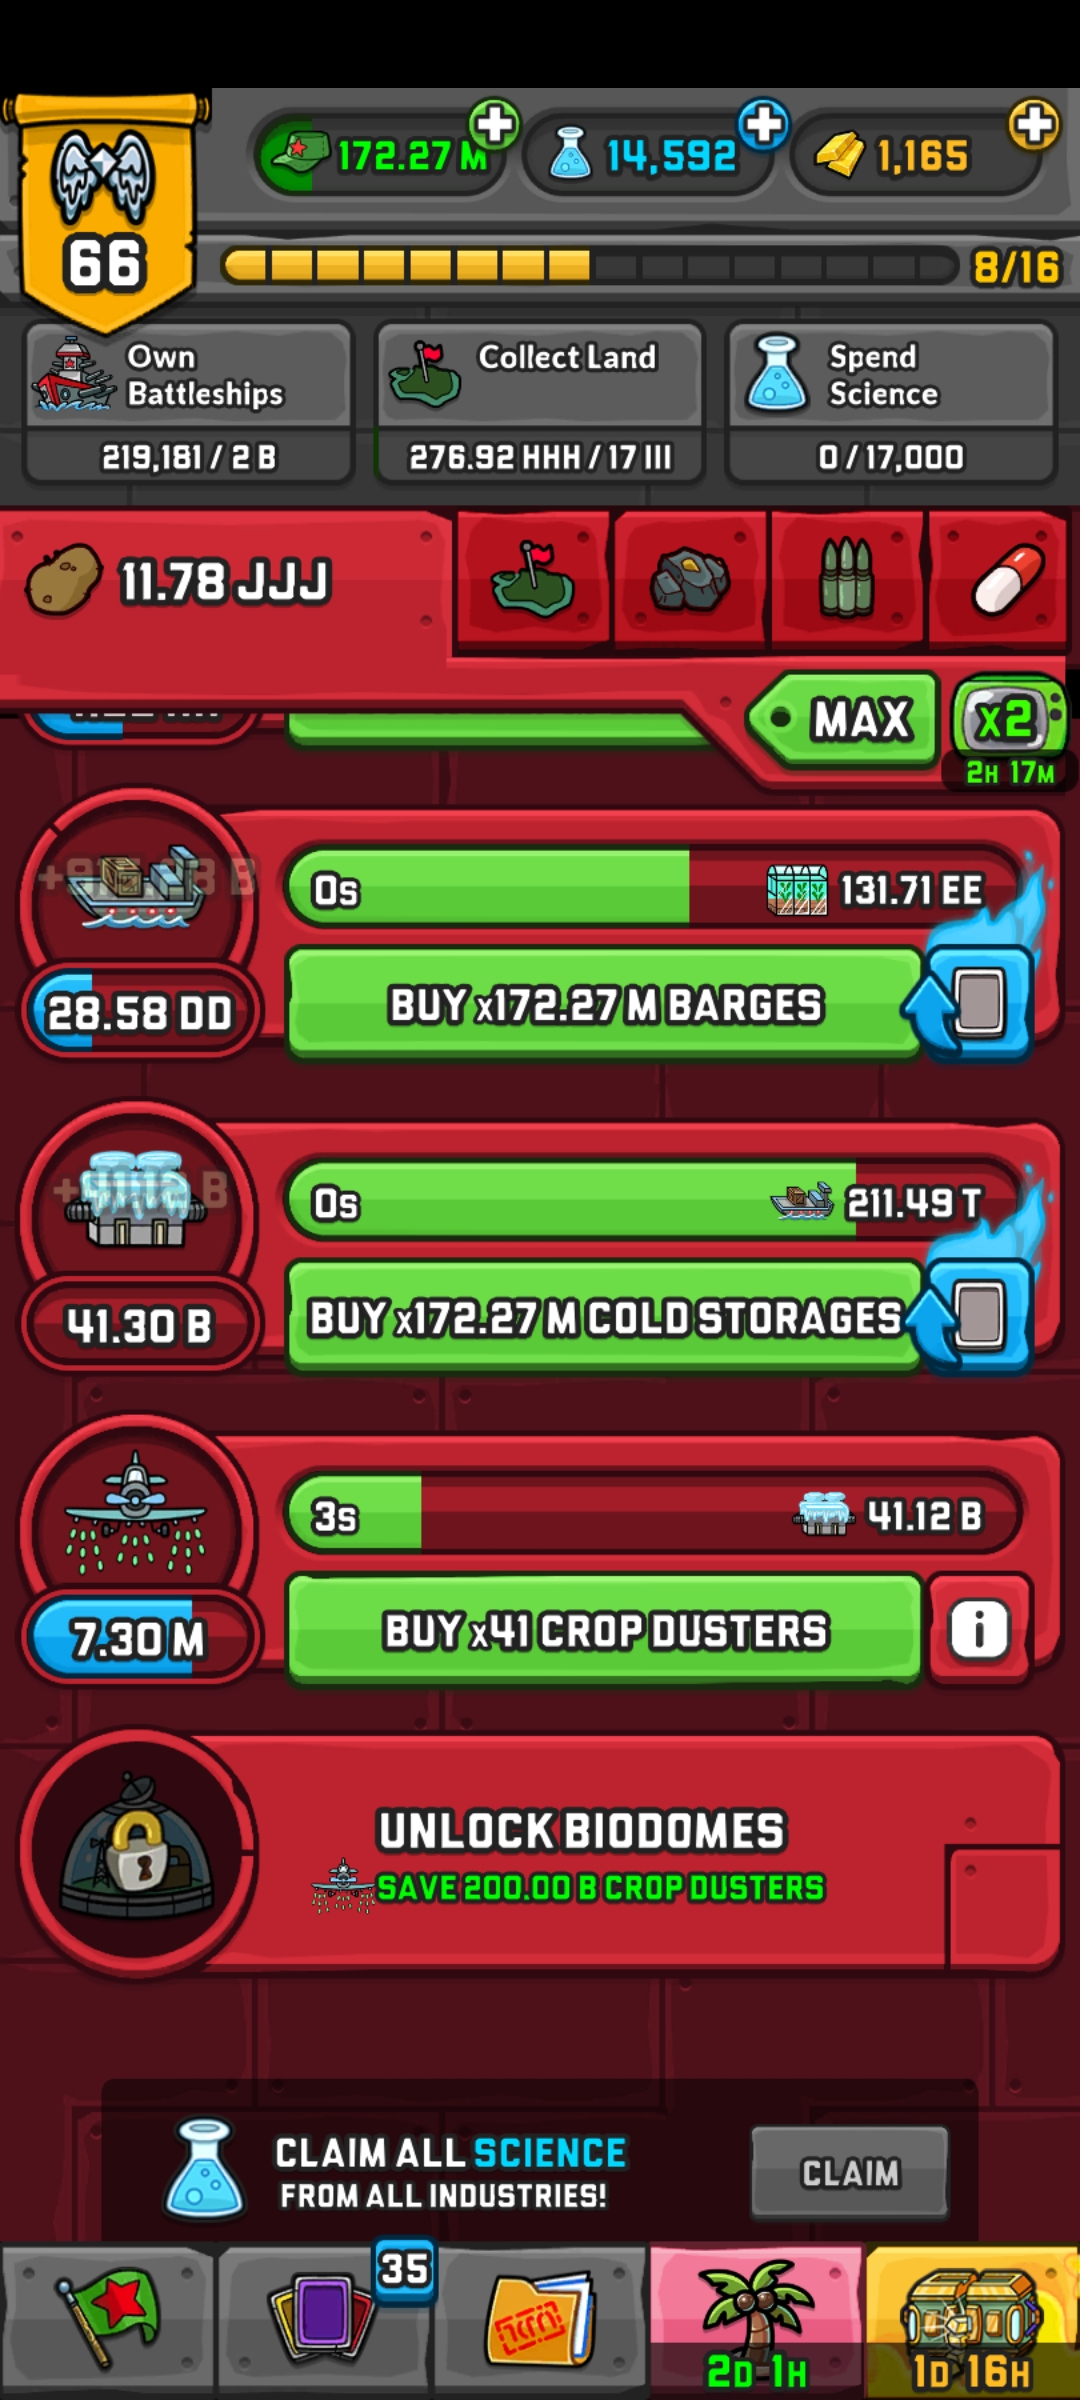 66
172.27 M
14,592
1,165
8/16
Own
Battleships
219,181 / 2 B
Collect Land
276.92 HHH / 17 III
Spend
Science
0 / 17,000
11.78 JJJ
MAX
x2
2H 17M
0s
131.71 EE
28.58 DD
BUY x172.27 M BARGES
0s
211.49 T
41.30 B
BUY x172.27 M COLD STORAGES
3s
41.12 B
7.30 M
BUY x41 CROP DUSTERS
i
UNLOCK BIODOMES
SAVE 200.00 B CROP DUSTERS
CLAIM ALL SCIENCE
FROM ALL INDUSTRIES!
CLAIM
35
2D 1H
1D 16H